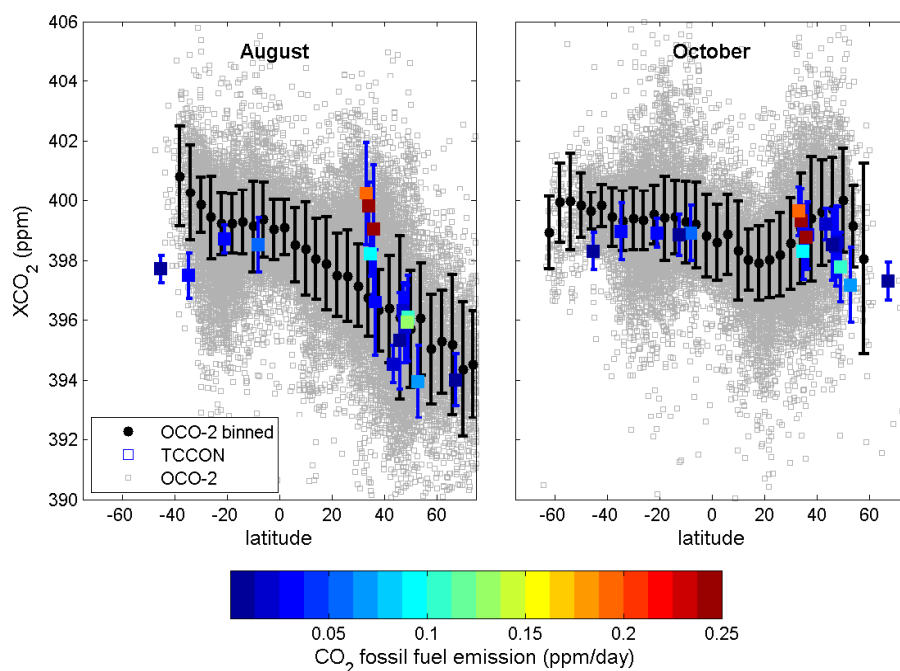 406
404
402
400
398
396
394
392
390
XCO2 (ppm)
August
October
OCO-2 binned
TCCON
OCO-2
-60 -40 -20 0 20 40 60
-60 -40 -20 0 20 40 60
latitude
latitude
0.05 0.1 0.15 0.2 0.25
CO2 fossil fuel emission (ppm/day)